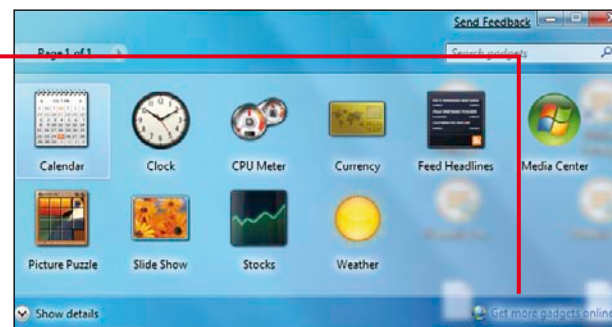 Send Feedback
Page 1 of 1
Search gadgets
Calendar
Clock
CPU Meter
Currency
Feed Headlines
Media Center
Picture Puzzle
Slide Show
Stocks
Weather
Show details
Get more gadgets online